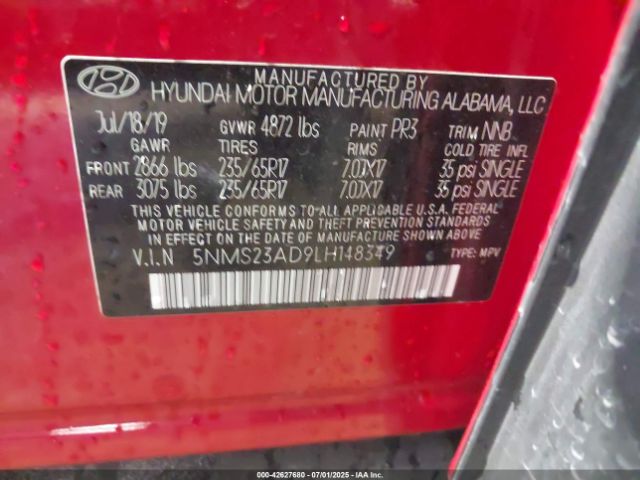 MANUFACTURED BY
HYUNDAI MOTOR MANUFACTURING ALABAMA, LLC
Jul/18/19 GVWR 4872 lbs PAINT PR3 TRIM NNB
GAWR TIRES RIMS COLD TIRE INFL
FRONT 2866 lbs 235/65R17 7.0JX17 35 psi SINGLE
REAR 3075 lbs 235/65R17 7.0JX17 35 psi SINGLE
THIS VEHICLE CONFORMS TO ALL APPLICABLE U.S.A. FEDERAL
MOTOR VEHICLE SAFETY AND THEFT PREVENTION STANDARDS
IN EFFECT ON THE DATE OF MANUFACTURE SHOWN ABOVE.
V.I.N 5NMS23AD9LH148349 TYPE: MPV
000-42627680 - 07/01/2025 - IAAI.COM